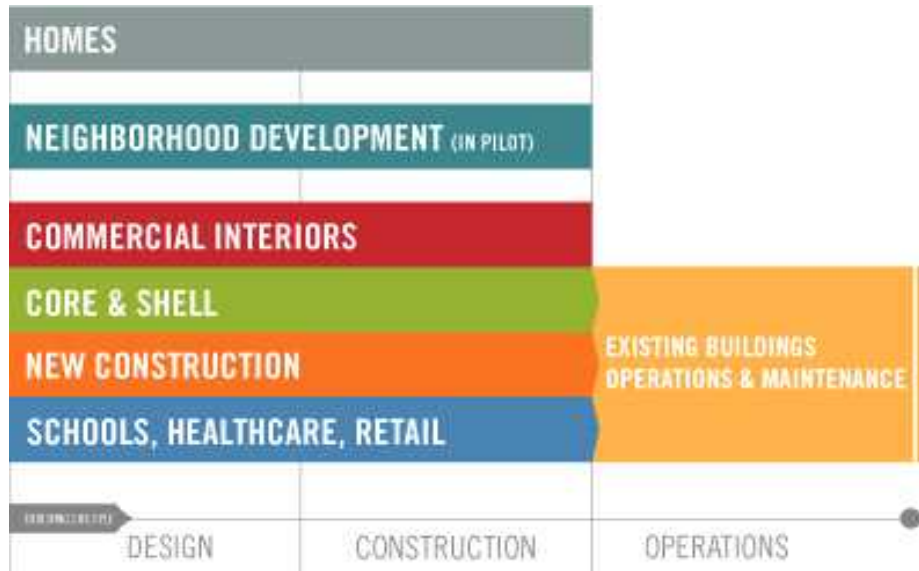 HOMES
NEIGHBORHOOD DEVELOPMENT (IN PILOT)
COMMERCIAL INTERIORS
CORE & SHELL
NEW CONSTRUCTION
SCHOOLS, HEALTHCARE, RETAIL
EXISTING BUILDINGS
OPERATIONS & MAINTENANCE
DESIGN
CONSTRUCTION
OPERATIONS